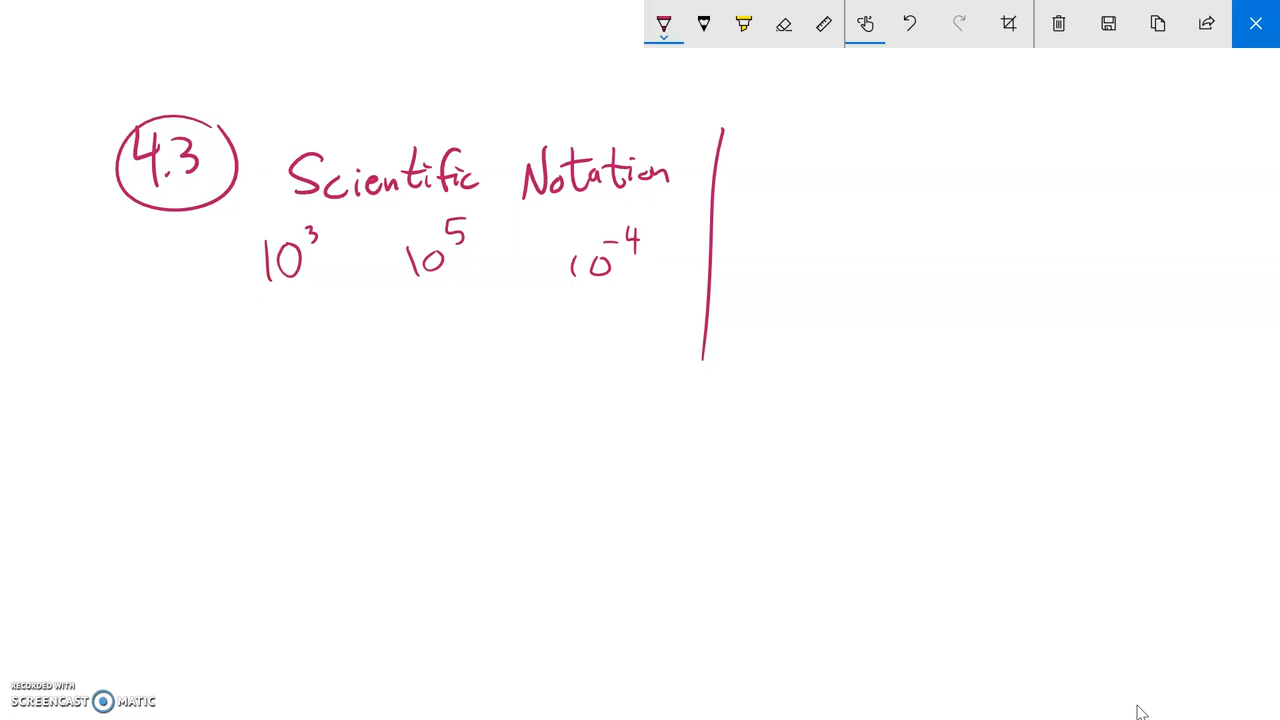 4.3 Scientific Notation
10³ 10⁵ 10⁻⁴
RECORDED WITH
SCREENCAST MATIC